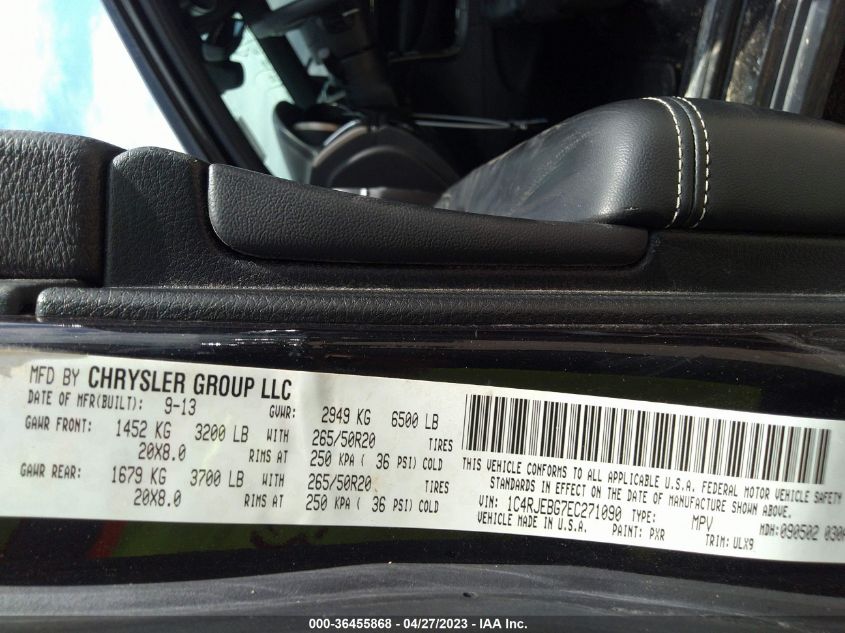 MFD BY CHRYSLER GROUP LLC
DATE OF MFR(BUILT): 9-13 GVWR: 2949 KG 6500 LB
GAWR FRONT: 1452 KG 3200 LB WITH 265/50R20 TIRES
20X8.0 RIMS AT 250 KPA ( 36 PSI) COLD
GAWR REAR: 1679 KG 3700 LB WITH 265/50R20 TIRES
20X8.0 RIMS AT 250 KPA ( 36 PSI) COLD
THIS VEHICLE CONFORMS TO ALL APPLICABLE U.S.A. FEDERAL MOTOR VEHICLE SAFETY
STANDARDS IN EFFECT ON THE DATE OF MANUFACTURE SHOWN ABOVE.
VIN: 1C4RJEBG7EC271090 TYPE: MPV MDH:090502
VEHICLE MADE IN U.S.A. PAINT: PXR TRIM: ULX9
000-36455868 - 04/27/2023 - IAA Inc.